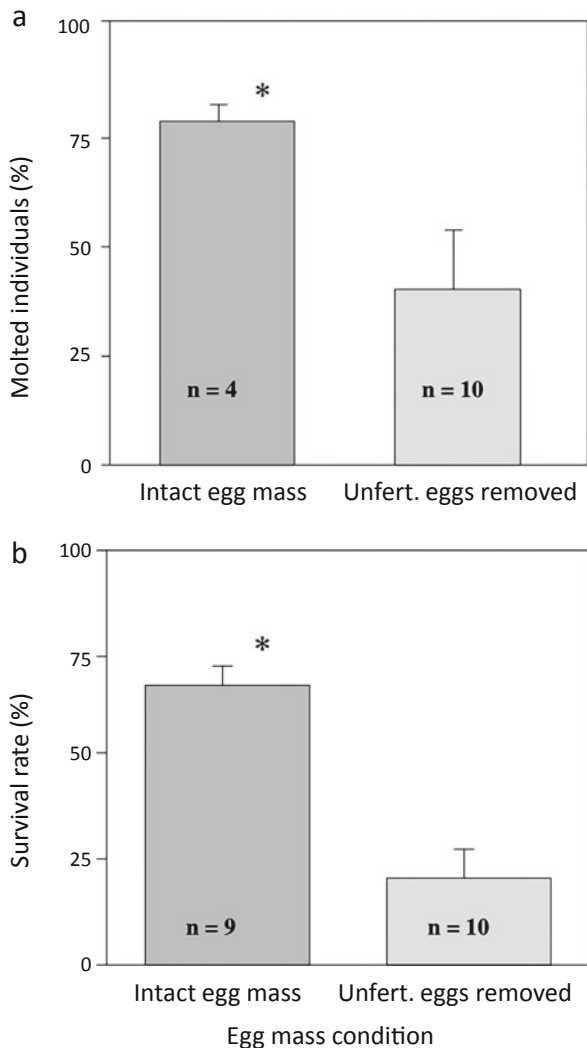 a
Molted individuals (%)
100
75
50
25
0
*
n = 4
n = 10
Intact egg mass
Unfert. eggs removed
b
Survival rate (%)
100
75
50
25
0
*
n = 9
n = 10
Intact egg mass
Unfert. eggs removed
Egg mass condition